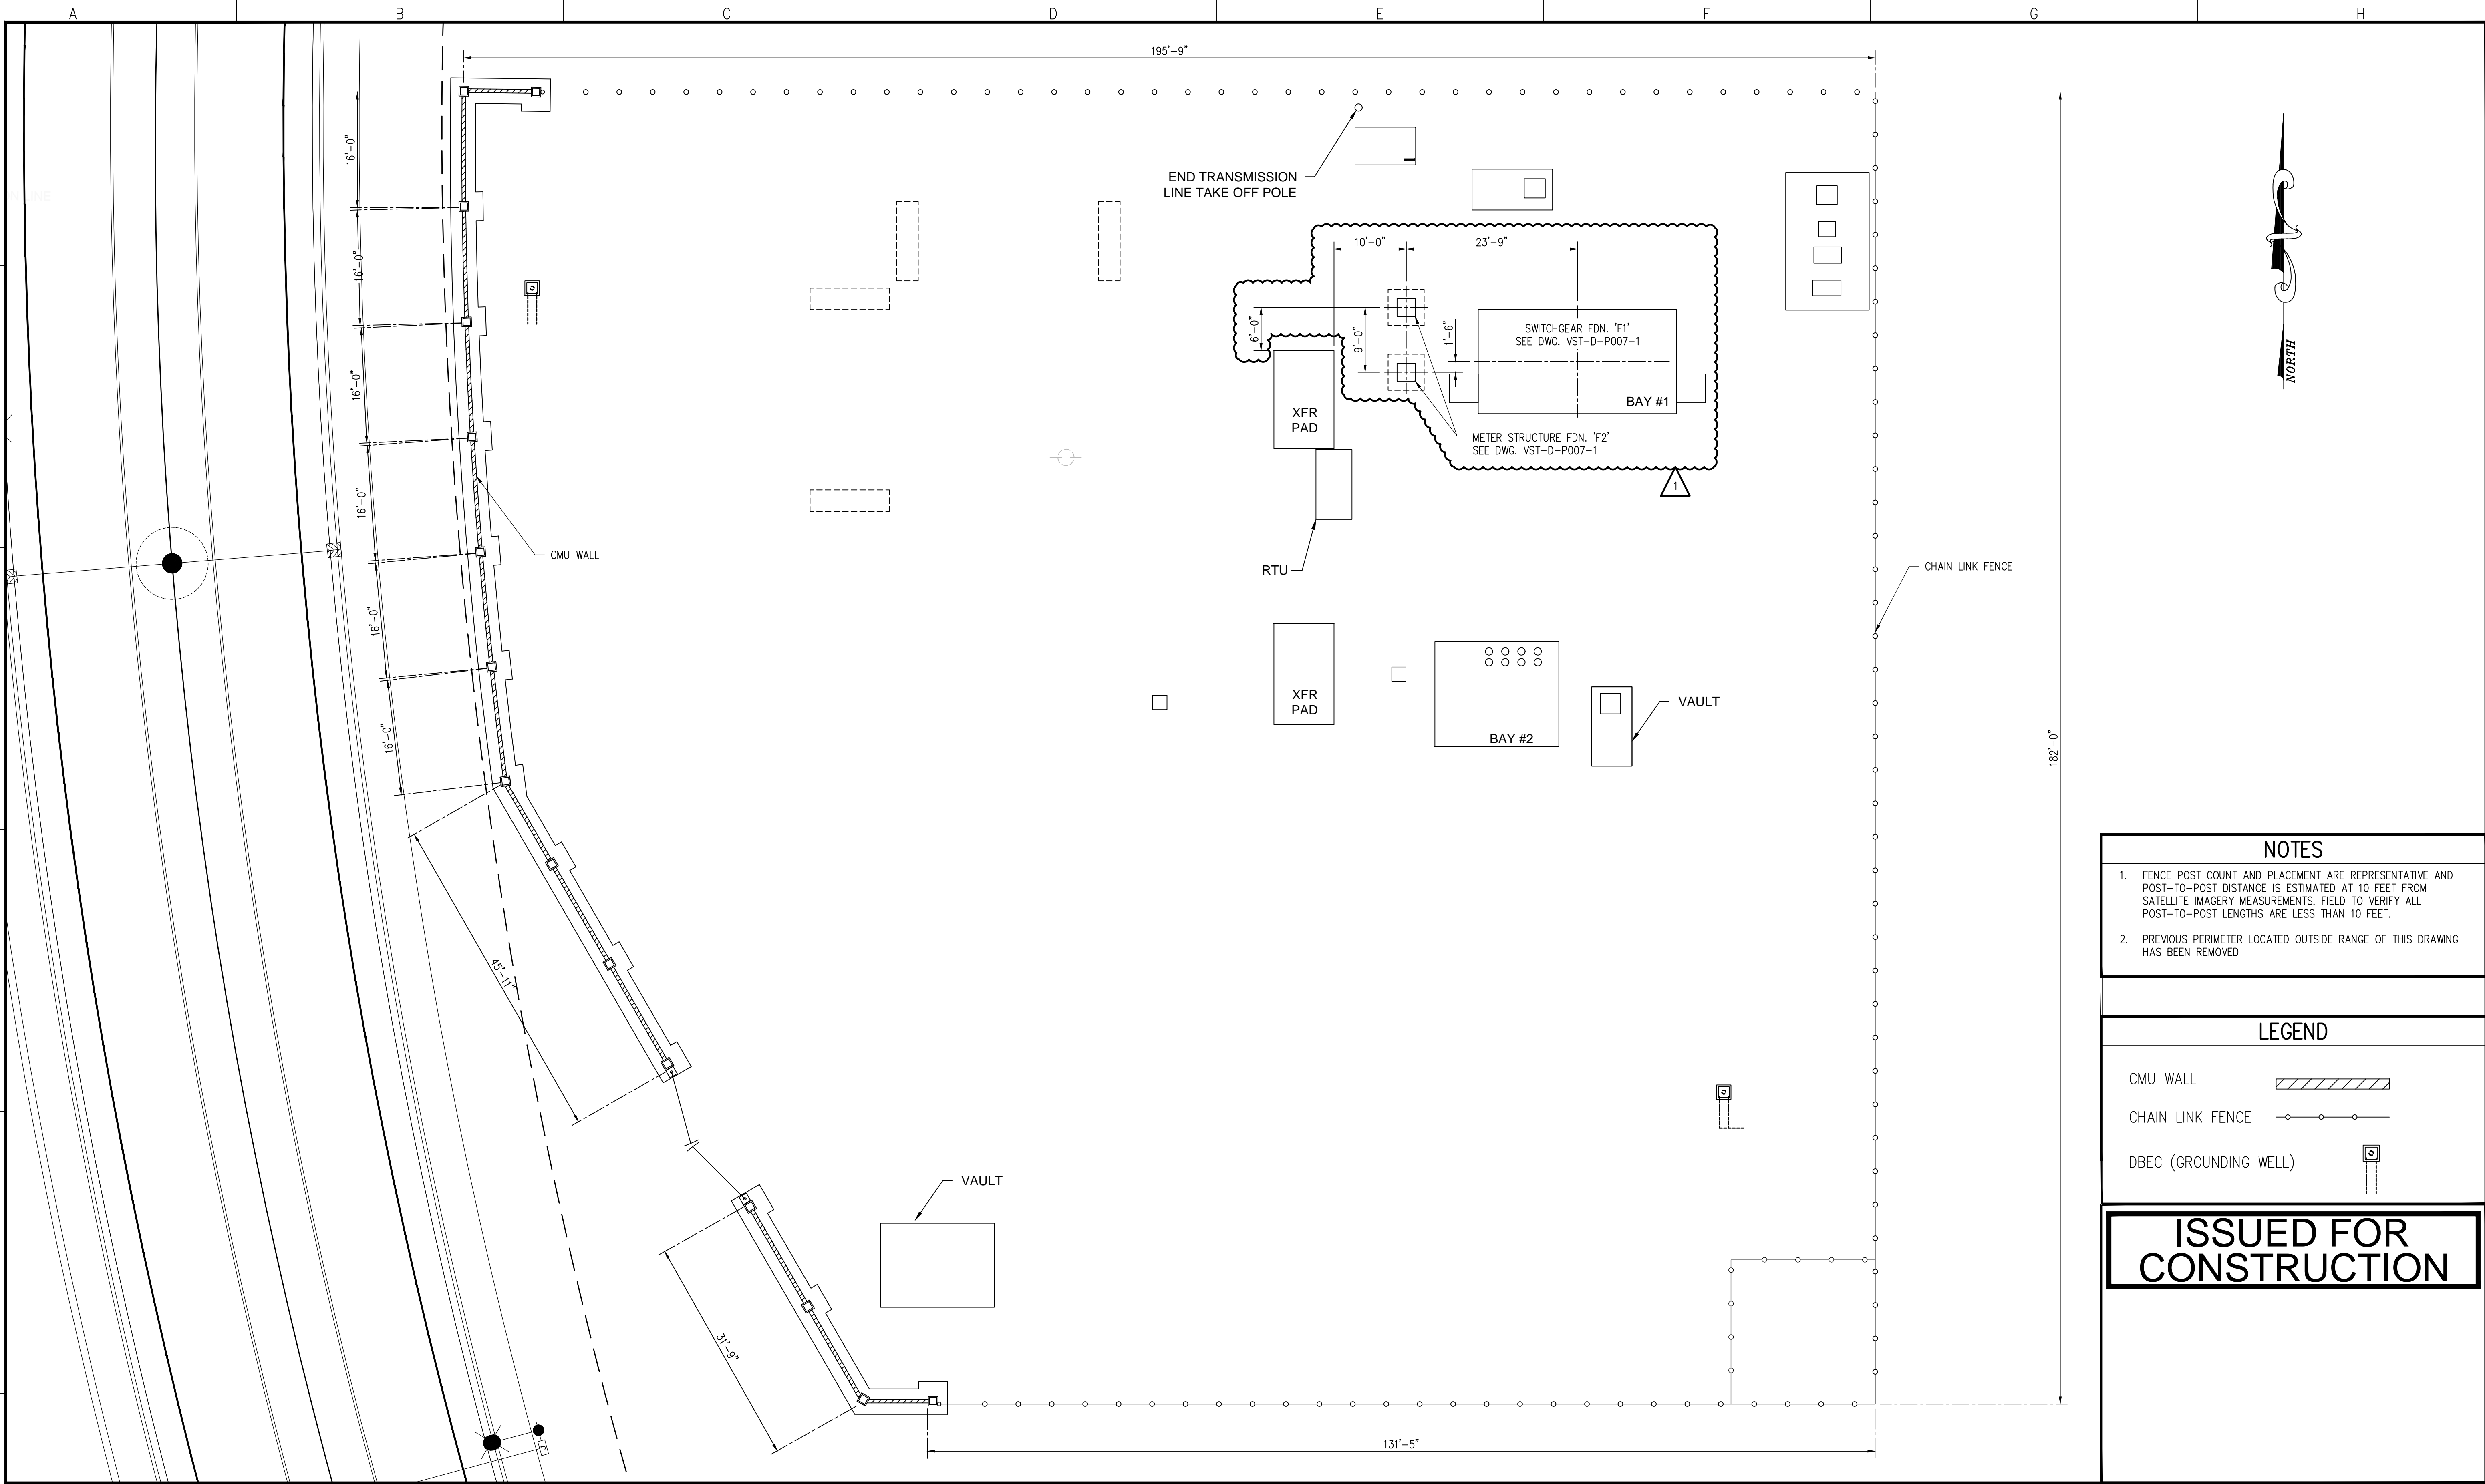 A B C D E F G H
195'-9"
16'-0"
16'-0"
16'-0"
16'-0"
16'-0"
16'-0"
END TRANSMISSION
LINE TAKE OFF POLE
10'-0"
23'-9"
6'-0"
9'-0"
1'-6"
SWITCHGEAR FDN. 'F1'
SEE DWG. VST-D-P007-1
BAY #1
XFR
PAD
METER STRUCTURE FDN. 'F2'
SEE DWG. VST-D-P007-1
1
RTU
NORTH
CMU WALL
CHAIN LINK FENCE
XFR
PAD
BAY #2
VAULT
182'-0"
45'-11"
VAULT
31'-9"
131'-5"
NOTES
1. FENCE POST COUNT AND PLACEMENT ARE REPRESENTATIVE AND
POST-TO-POST DISTANCE IS ESTIMATED AT 10 FEET FROM
SATELLITE IMAGERY MEASUREMENTS. FIELD TO VERIFY ALL
POST-TO-POST LENGTHS ARE LESS THAN 10 FEET.
2. PREVIOUS PERIMETER LOCATED OUTSIDE RANGE OF THIS DRAWING
HAS BEEN REMOVED
LEGEND
CMU WALL
CHAIN LINK FENCE
DBEC (GROUNDING WELL)
ISSUED FOR
CONSTRUCTION